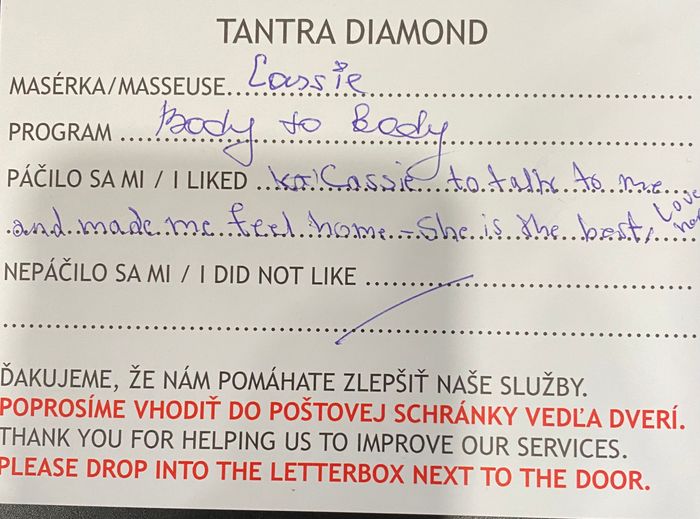 TANTRA DIAMOND
MASÉRKA/MASSEUSE..Cassie
PROGRAM ....Body to Body
PÁČILO SA MI / I LIKED ..Cassie to talk to me
and made me feel home - She is the best, Love
NEPÁČILO SA MI / I DID NOT LIKE ..................
ĎAKUJEME, ŽE NÁM POMÁHATE ZLEPŠIŤ NAŠE SLUŽBY.
POPROSÍME VHODIŤ DO POŠTOVEJ SCHRÁNKY VEDĽA DVERÍ.
THANK YOU FOR HELPING US TO IMPROVE OUR SERVICES.
PLEASE DROP INTO THE LETTERBOX NEXT TO THE DOOR.